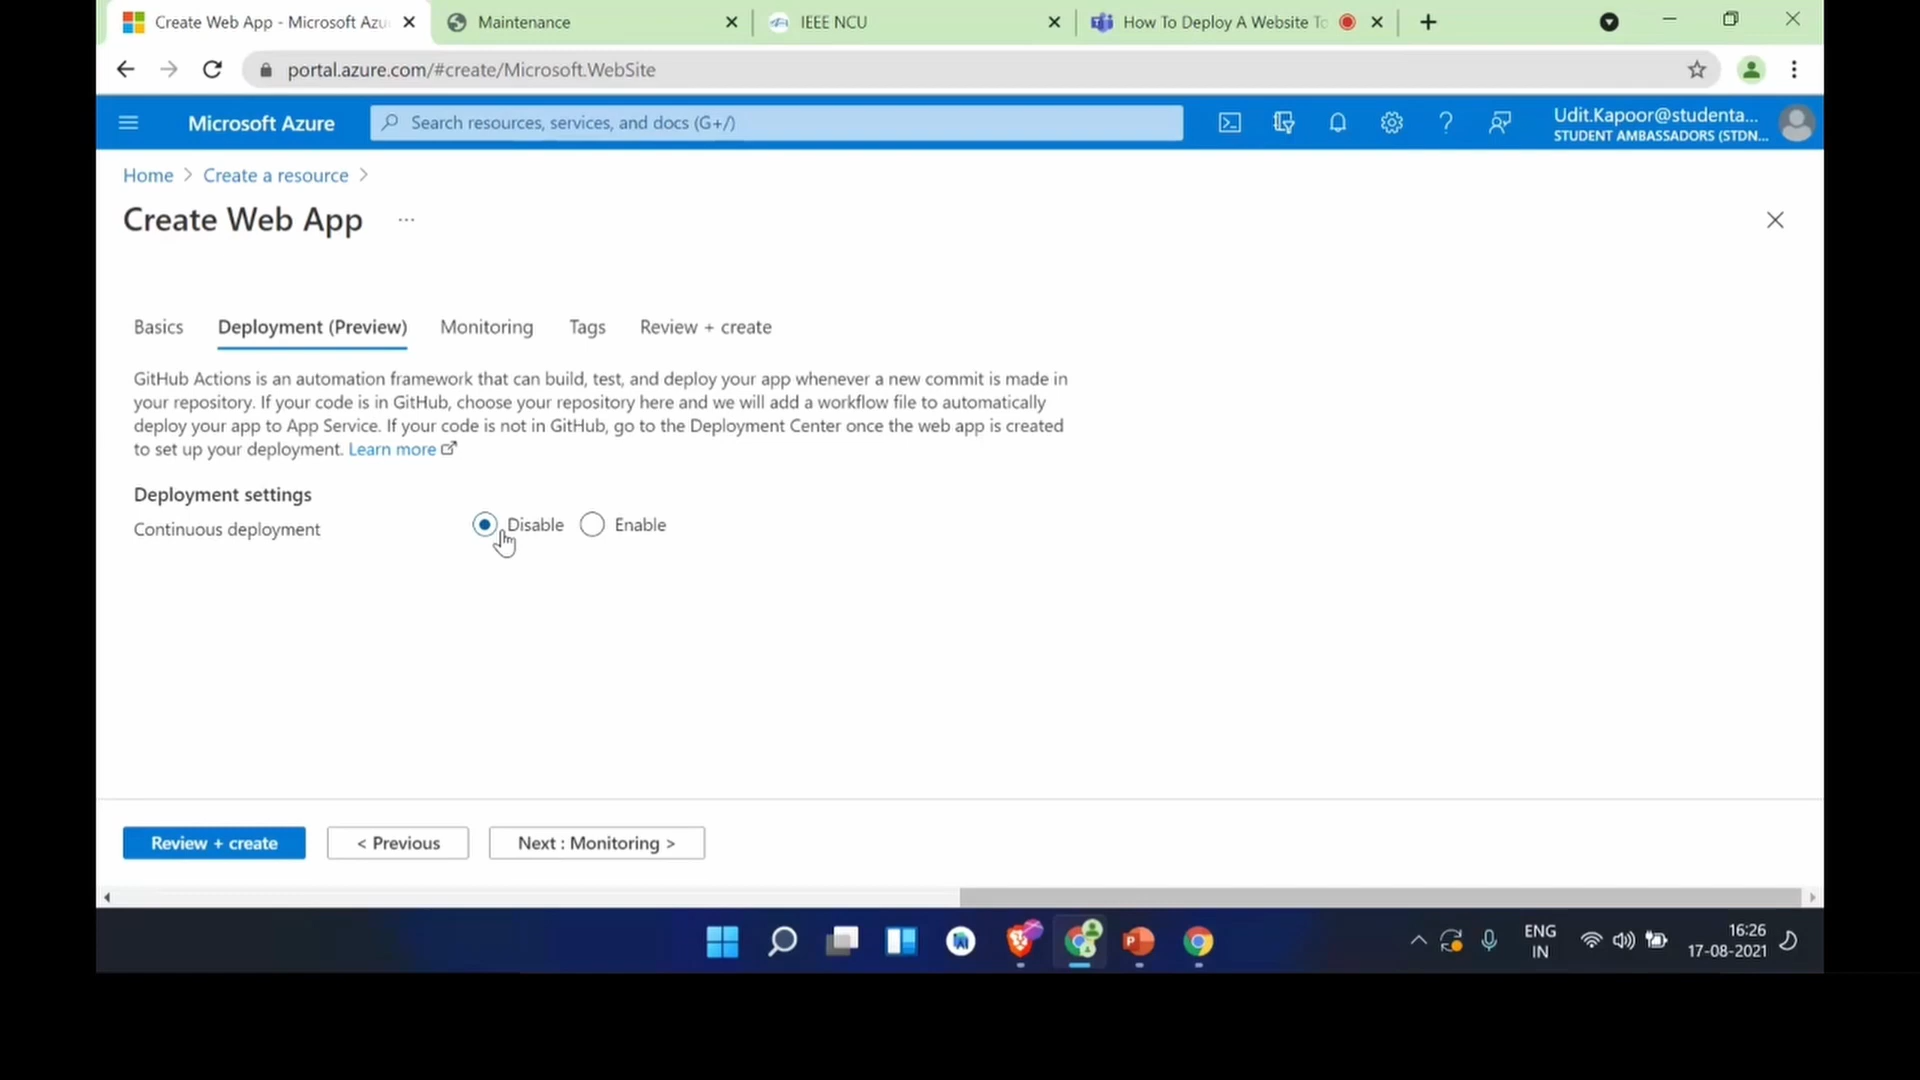 Create Web App - Microsoft Azu
Maintenance
IEEE NCU
How To Deploy A Website To
portal.azure.com/#create/Microsoft.WebSite
Microsoft Azure
Search resources, services, and docs (G+/)
Udit.Kapoor@studenta...
STUDENT AMBASSADORS (STDN...
Home > Create a resource >
Create Web App ...
Basics
Deployment (Preview)
Monitoring
Tags
Review + create
GitHub Actions is an automation framework that can build, test, and deploy your app whenever a new commit is made in
your repository. If your code is in GitHub, choose your repository here and we will add a workflow file to automatically
deploy your app to App Service. If your code is not in GitHub, go to the Deployment Center once the web app is created
to set up your deployment. Learn more
Deployment settings
Continuous deployment
Disable
Enable
Review + create
< Previous
Next : Monitoring >
ENG
IN
16:26
17-08-2021